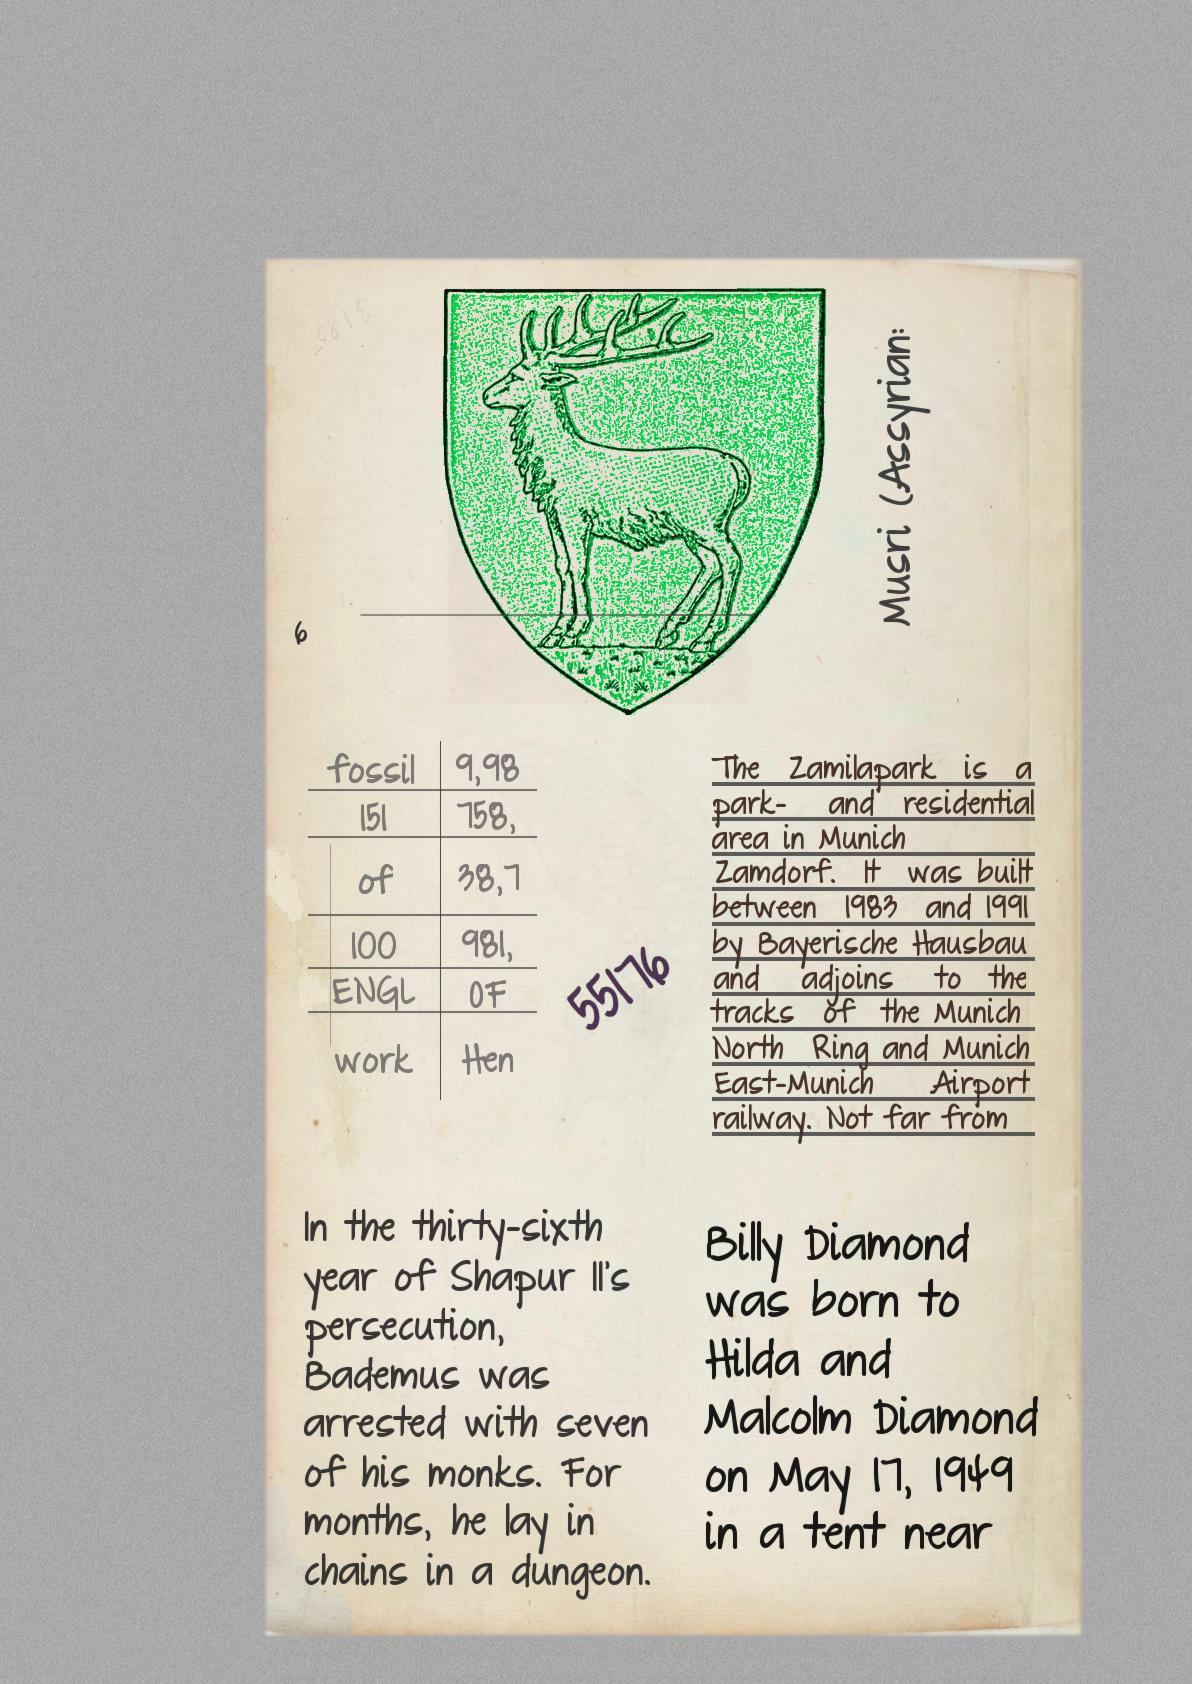 Musri (Assyrian:
6
fossil 9,98
151 758,
of 38,7
100 981,
ENGL OF
work Hen
55176
The Zamilapark is a
park- and residential
area in Munich
Zamdorf. It was built
between 1983 and 1991
by Bayerische Hausbau
and adjoins to the
tracks of the Munich
North Ring and Munich
East-Munich Airport
railway. Not far from
In the thirty-sixth
year of Shapur II's
persecution,
Bademus was
arrested with seven
of his monks. For
months, he lay in
chains in a dungeon.
Billy Diamond
was born to
Hilda and
Malcolm Diamond
on May 17, 1949
in a tent near